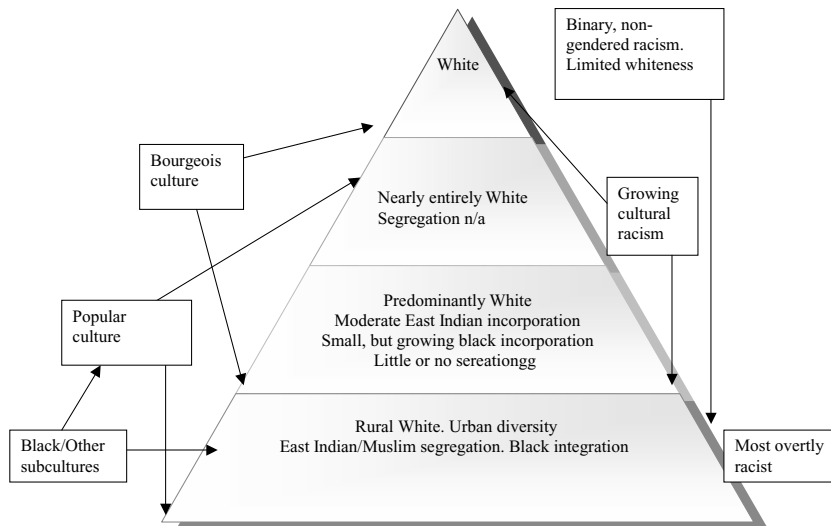 Binary, non-
gendered racism.
Limited whiteness
White
Bourgeois
culture
Nearly entirely White
Segregation n/a
Growing
cultural
racism
Popular
culture
Predominantly White
Moderate East Indian incorporation
Small, but growing black incorporation
Little or no sereationgg
Black/Other
subcultures
Rural White. Urban diversity
East Indian/Muslim segregation. Black integration
Most overtly
racist